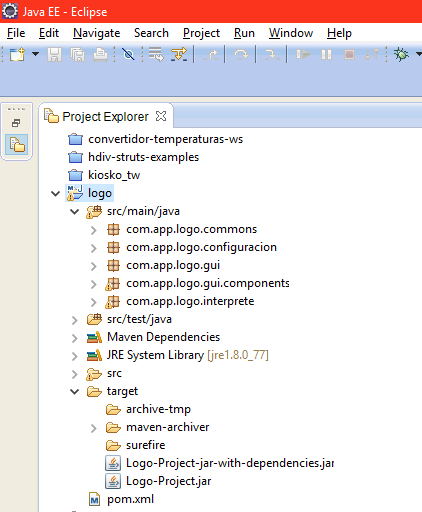 Java EE - Eclipse
File Edit Navigate Search Project Run Window Help
Project Explorer
convertidor-temperaturas-ws
hdiv-struts-examples
kiosko_tw
logo
src/main/java
com.app.logo.commons
com.app.logo.configuracion
com.app.logo.gui
com.app.logo.gui.components
com.app.logo.interprete
src/test/java
Maven Dependencies
JRE System Library [jre1.8.0_77]
src
target
archive-tmp
maven-archiver
surefire
Logo-Project-jar-with-dependencies.jar
Logo-Project.jar
pom.xml